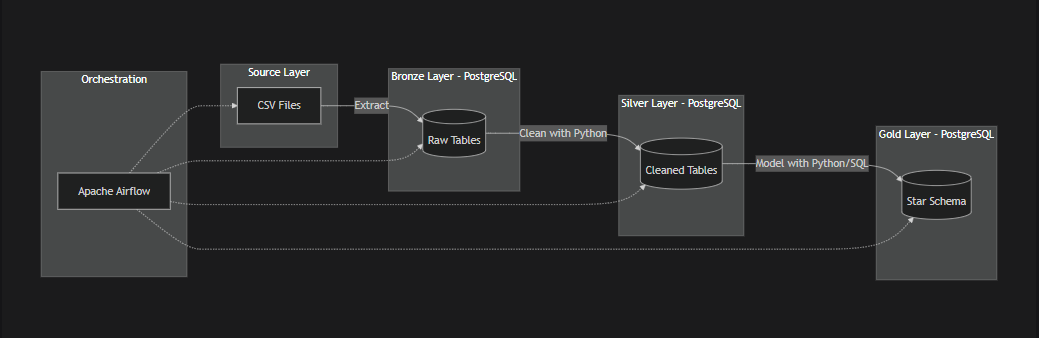 Orchestration
Apache Airflow
Source Layer
CSV Files
Extract
Bronze Layer - PostgreSQL
Raw Tables
Clean with Python
Silver Layer - PostgreSQL
Cleaned Tables
Model with Python/SQL
Gold Layer - PostgreSQL
Star Schema